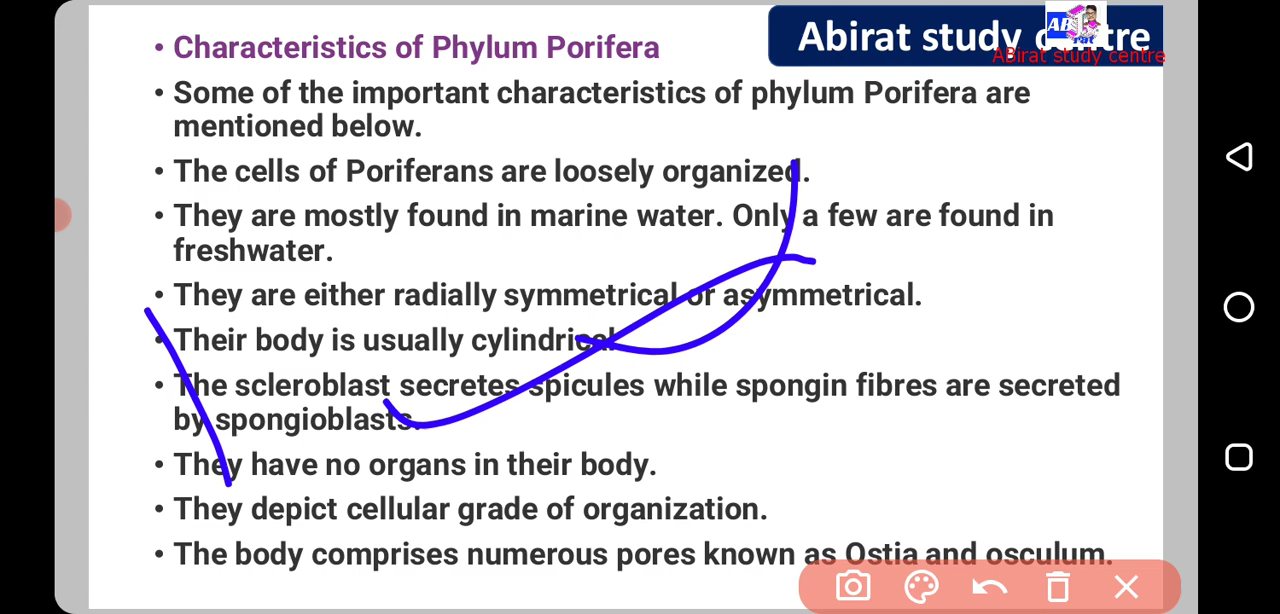 Abirat study centre
AB
ABirat study centre
• Characteristics of Phylum Porifera
• Some of the important characteristics of phylum Porifera are
mentioned below.
• The cells of Poriferans are loosely organized.
• They are mostly found in marine water. Only a few are found in
freshwater.
• They are either radially symmetrical or asymmetrical.
• Their body is usually cylindrical.
• The scleroblast secretes spicules while spongin fibres are secreted
by spongioblasts.
• They have no organs in their body.
• They depict cellular grade of organization.
• The body comprises numerous pores known as Ostia and osculum.